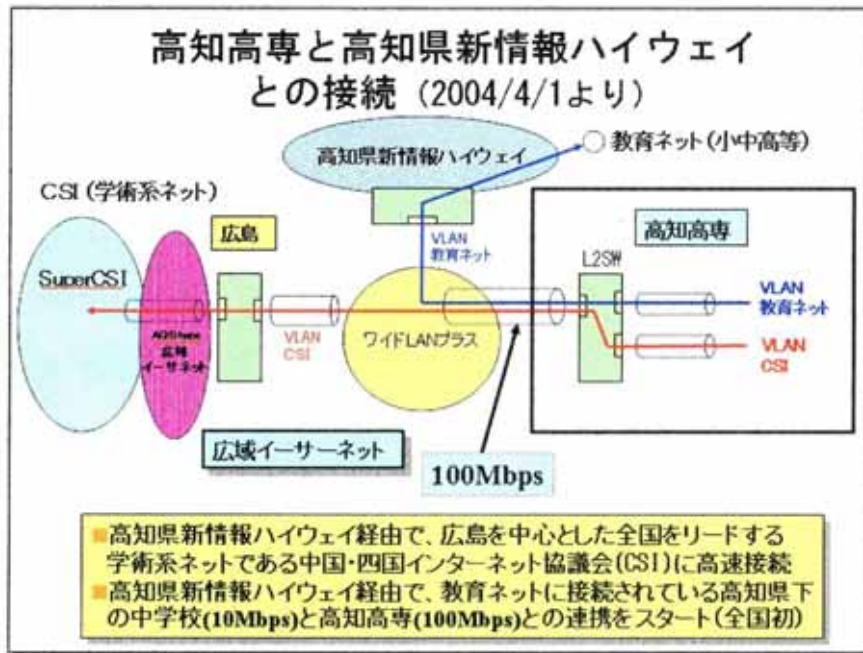 高知高専と高知県新情報ハイウェイ
との接続 (2004/4/1より)
高知県新情報ハイウェイ
教育ネット(小中高等)
CSI (学術系ネット)
広島
VLAN
教育ネット
高知高専
L2SW
SuperCSI
VLAN
教育ネット
広域
イーサネット
VLAN
CSI
ワイドLANプラス
VLAN
CSI
広域イーサーネット
100Mbps
■高知県新情報ハイウェイ経由で、広島を中心とした全国をリードする
学術系ネットである中国・四国インターネット協議会(CSI)に高速接続
■高知県新情報ハイウェイ経由で、教育ネットに接続されている高知県下
の中学校(10Mbps)と高知高専(100Mbps)との連携をスタート(全国初)